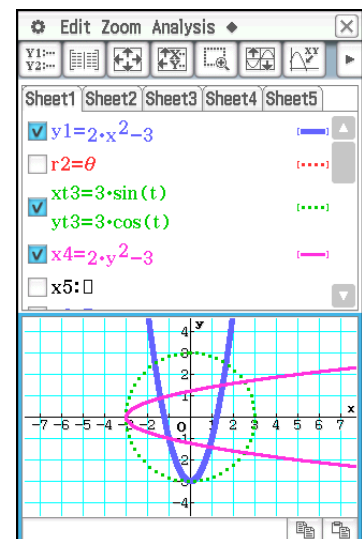 Edit Zoom Analysis
Y1:··· Y2:··· XY
Sheet1 Sheet2 Sheet3 Sheet4 Sheet5
y1=2·x²-3
r2=θ
xt3=3·sin(t)
yt3=3·cos(t)
x4=2·y²-3
x5:▯
y
4
3
2
1
-7 -6 -5 -4 -3 -2 0 1 2 3 4 5 6 7 x
-1
-2
-3
-4